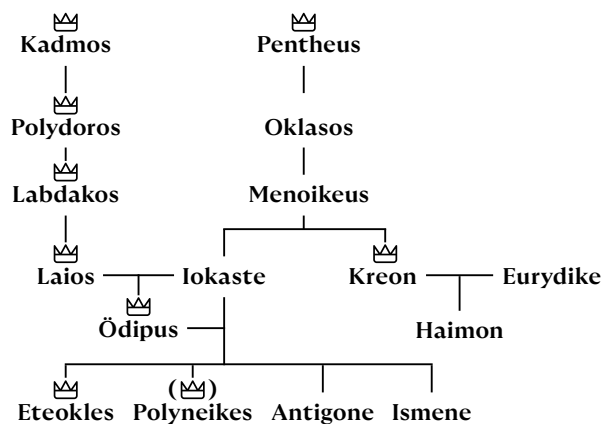 Kadmos Pentheus
Polydoros Oklasos
Labdakos Menoikeus
Laios Iokaste Kreon Eurydike
Ödipus Haimon
( )
Eteokles Polyneikes Antigone Ismene